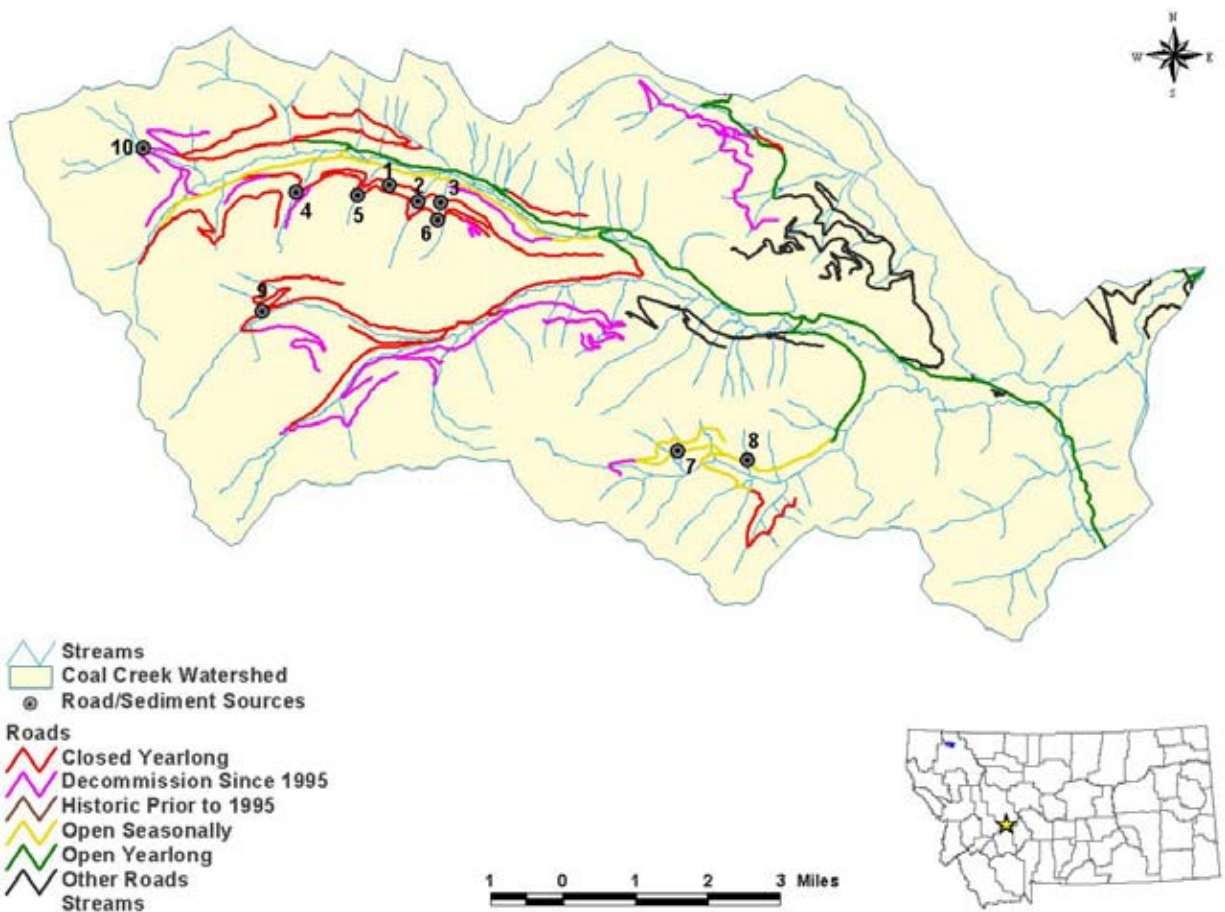 N
W E
S
10
1
2 3
4
5
6
9
8
7
Streams
Coal Creek Watershed
Road/Sediment Sources
Roads
Closed Yearlong
Decommission Since 1995
Historic Prior to 1995
Open Seasonally
Open Yearlong
Other Roads
Streams
1 0 1 2 3 Miles